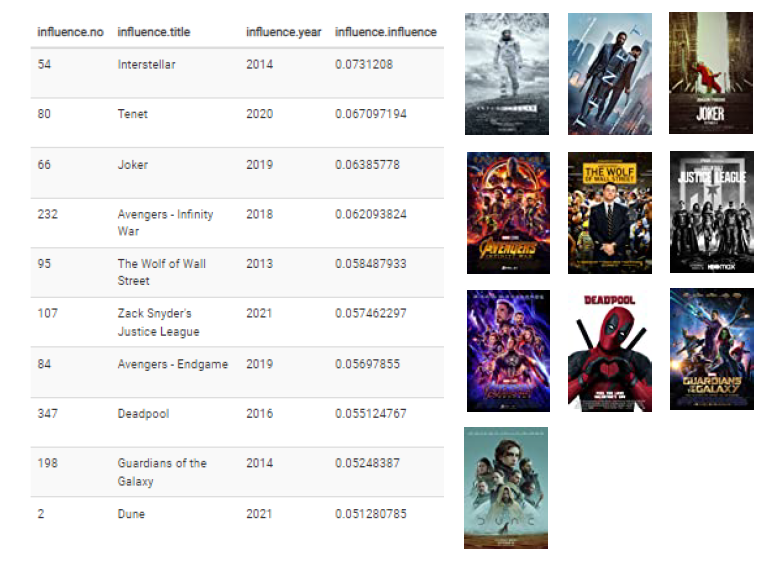 influence.no influence.title influence.year influence.influence
54 Interstellar 2014 0.0731208
80 Tenet 2020 0.067097194
66 Joker 2019 0.06385778
232 Avengers - Infinity 2018 0.062093824
War
95 The Wolf of Wall 2013 0.058487933
Street
107 Zack Snyder's 2021 0.057462297
Justice League
84 Avengers - Endgame 2019 0.05697855
347 Deadpool 2016 0.055124767
198 Guardians of the 2014 0.05248387
Galaxy
2 Dune 2021 0.051280785
TENET
JOKER
AVENGERS
INFINITY WAR
THE WOLF
OF WALL STREET
JUSTICE LEAGUE
HBOmax
DEADPOOL
GUARDIANS
OF THE GALAXY
DUNE